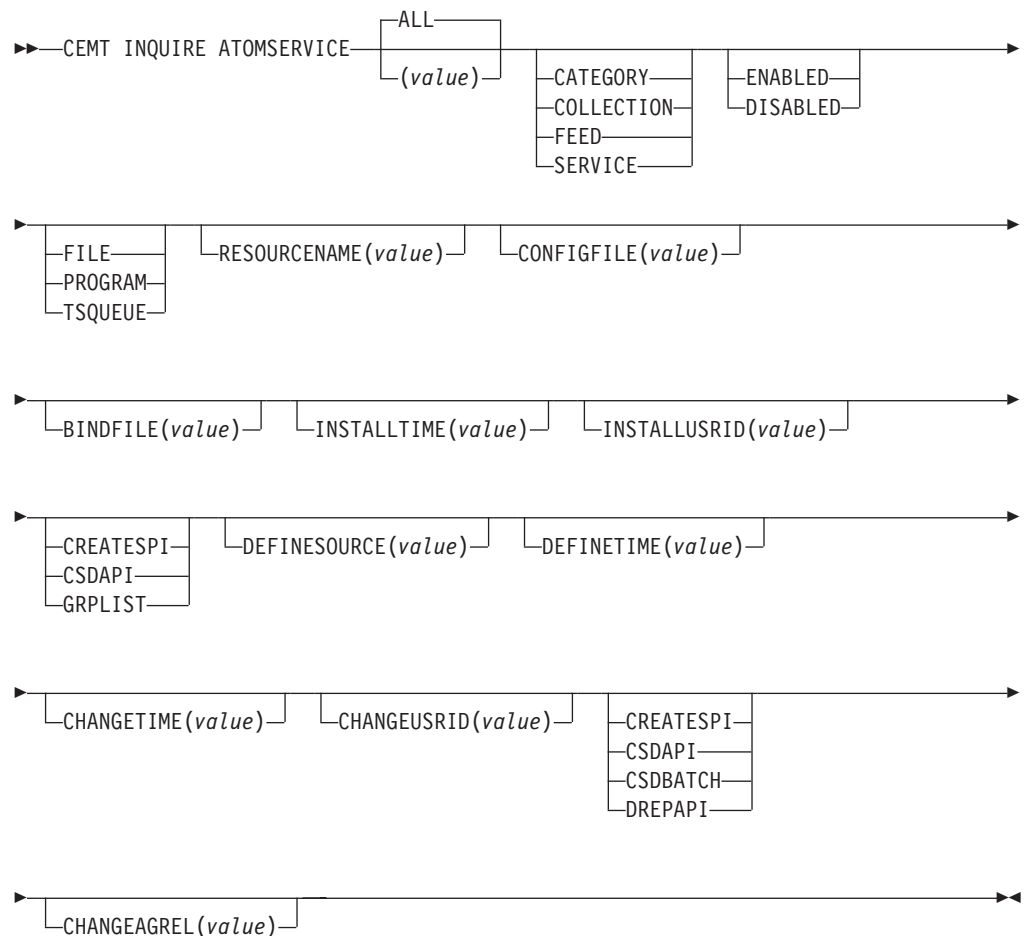 ALL
CEMT INQUIRE ATOMSERVICE
(value)
CATEGORY
COLLECTION
FEED
SERVICE
ENABLED
DISABLED
FILE
PROGRAM
TSQUEUE
RESOURCENAME(value)
CONFIGFILE(value)
BINDFILE(value)
INSTALLTIME(value)
INSTALLUSRID(value)
CREATESPI
CSDAPI
GRPLIST
DEFINESOURCE(value)
DEFINETIME(value)
CHANGETIME(value)
CHANGEUSRID(value)
CREATESPI
CSDAPI
CSDBATCH
DREPAPI
CHANGEAGREL(value)